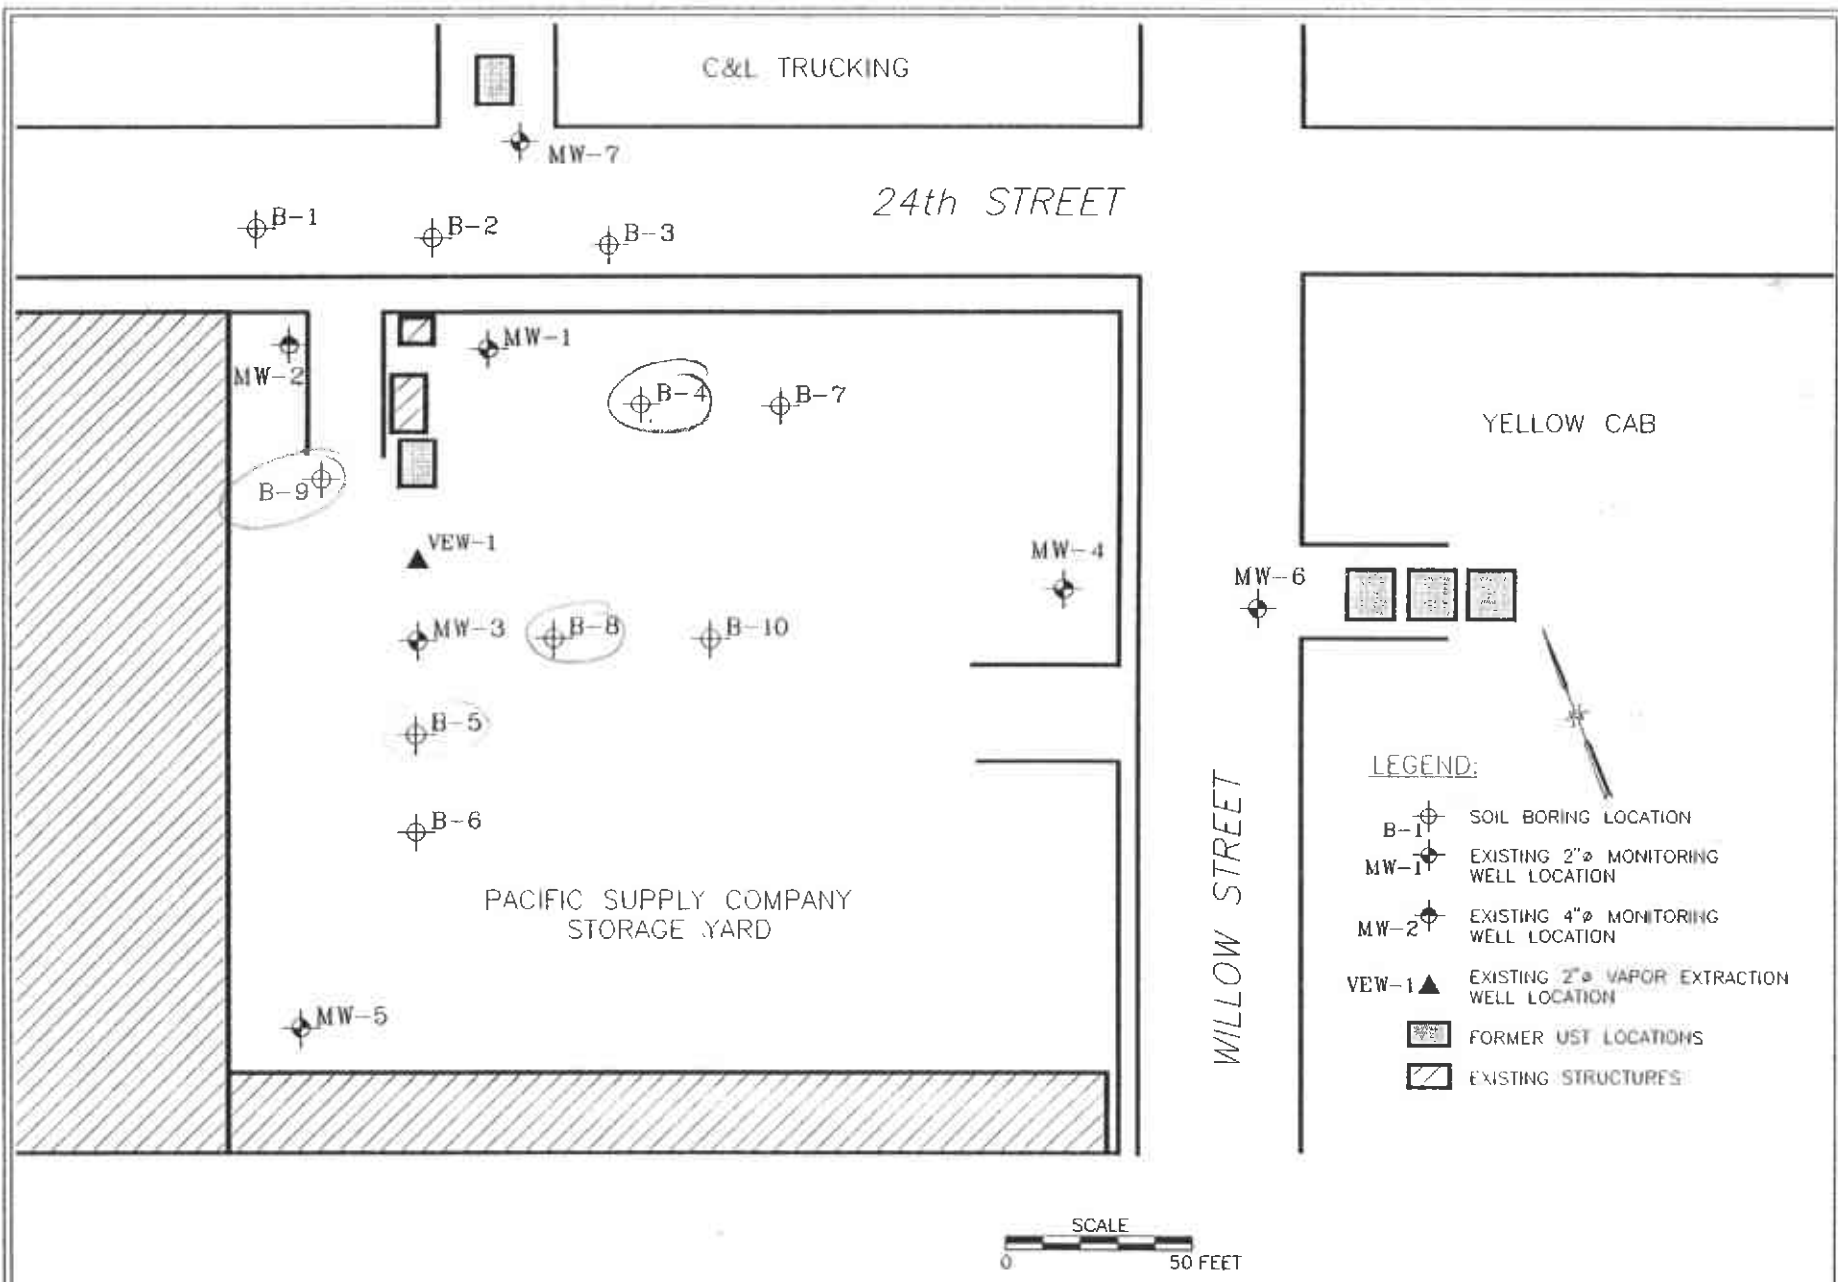 C&L TRUCKING
MW-7
24th STREET
B-1
B-2
B-3
MW-1
MW-2
B-4
B-7
YELLOW CAB
B-9
VEW-1
MW-4
MW-6
MW-3
B-8
B-10
B-5
B-6
PACIFIC SUPPLY COMPANY
STORAGE YARD
MW-5
WILLOW STREET
LEGEND:
B-1 SOIL BORING LOCATION
MW-1 EXISTING 2"ø MONITORING
WELL LOCATION
MW-2 EXISTING 4"ø MONITORING
WELL LOCATION
VEW-1 EXISTING 2"ø VAPOR EXTRACTION
WELL LOCATION
FORMER UST LOCATIONS
EXISTING STRUCTURES
SCALE
0 50 FEET